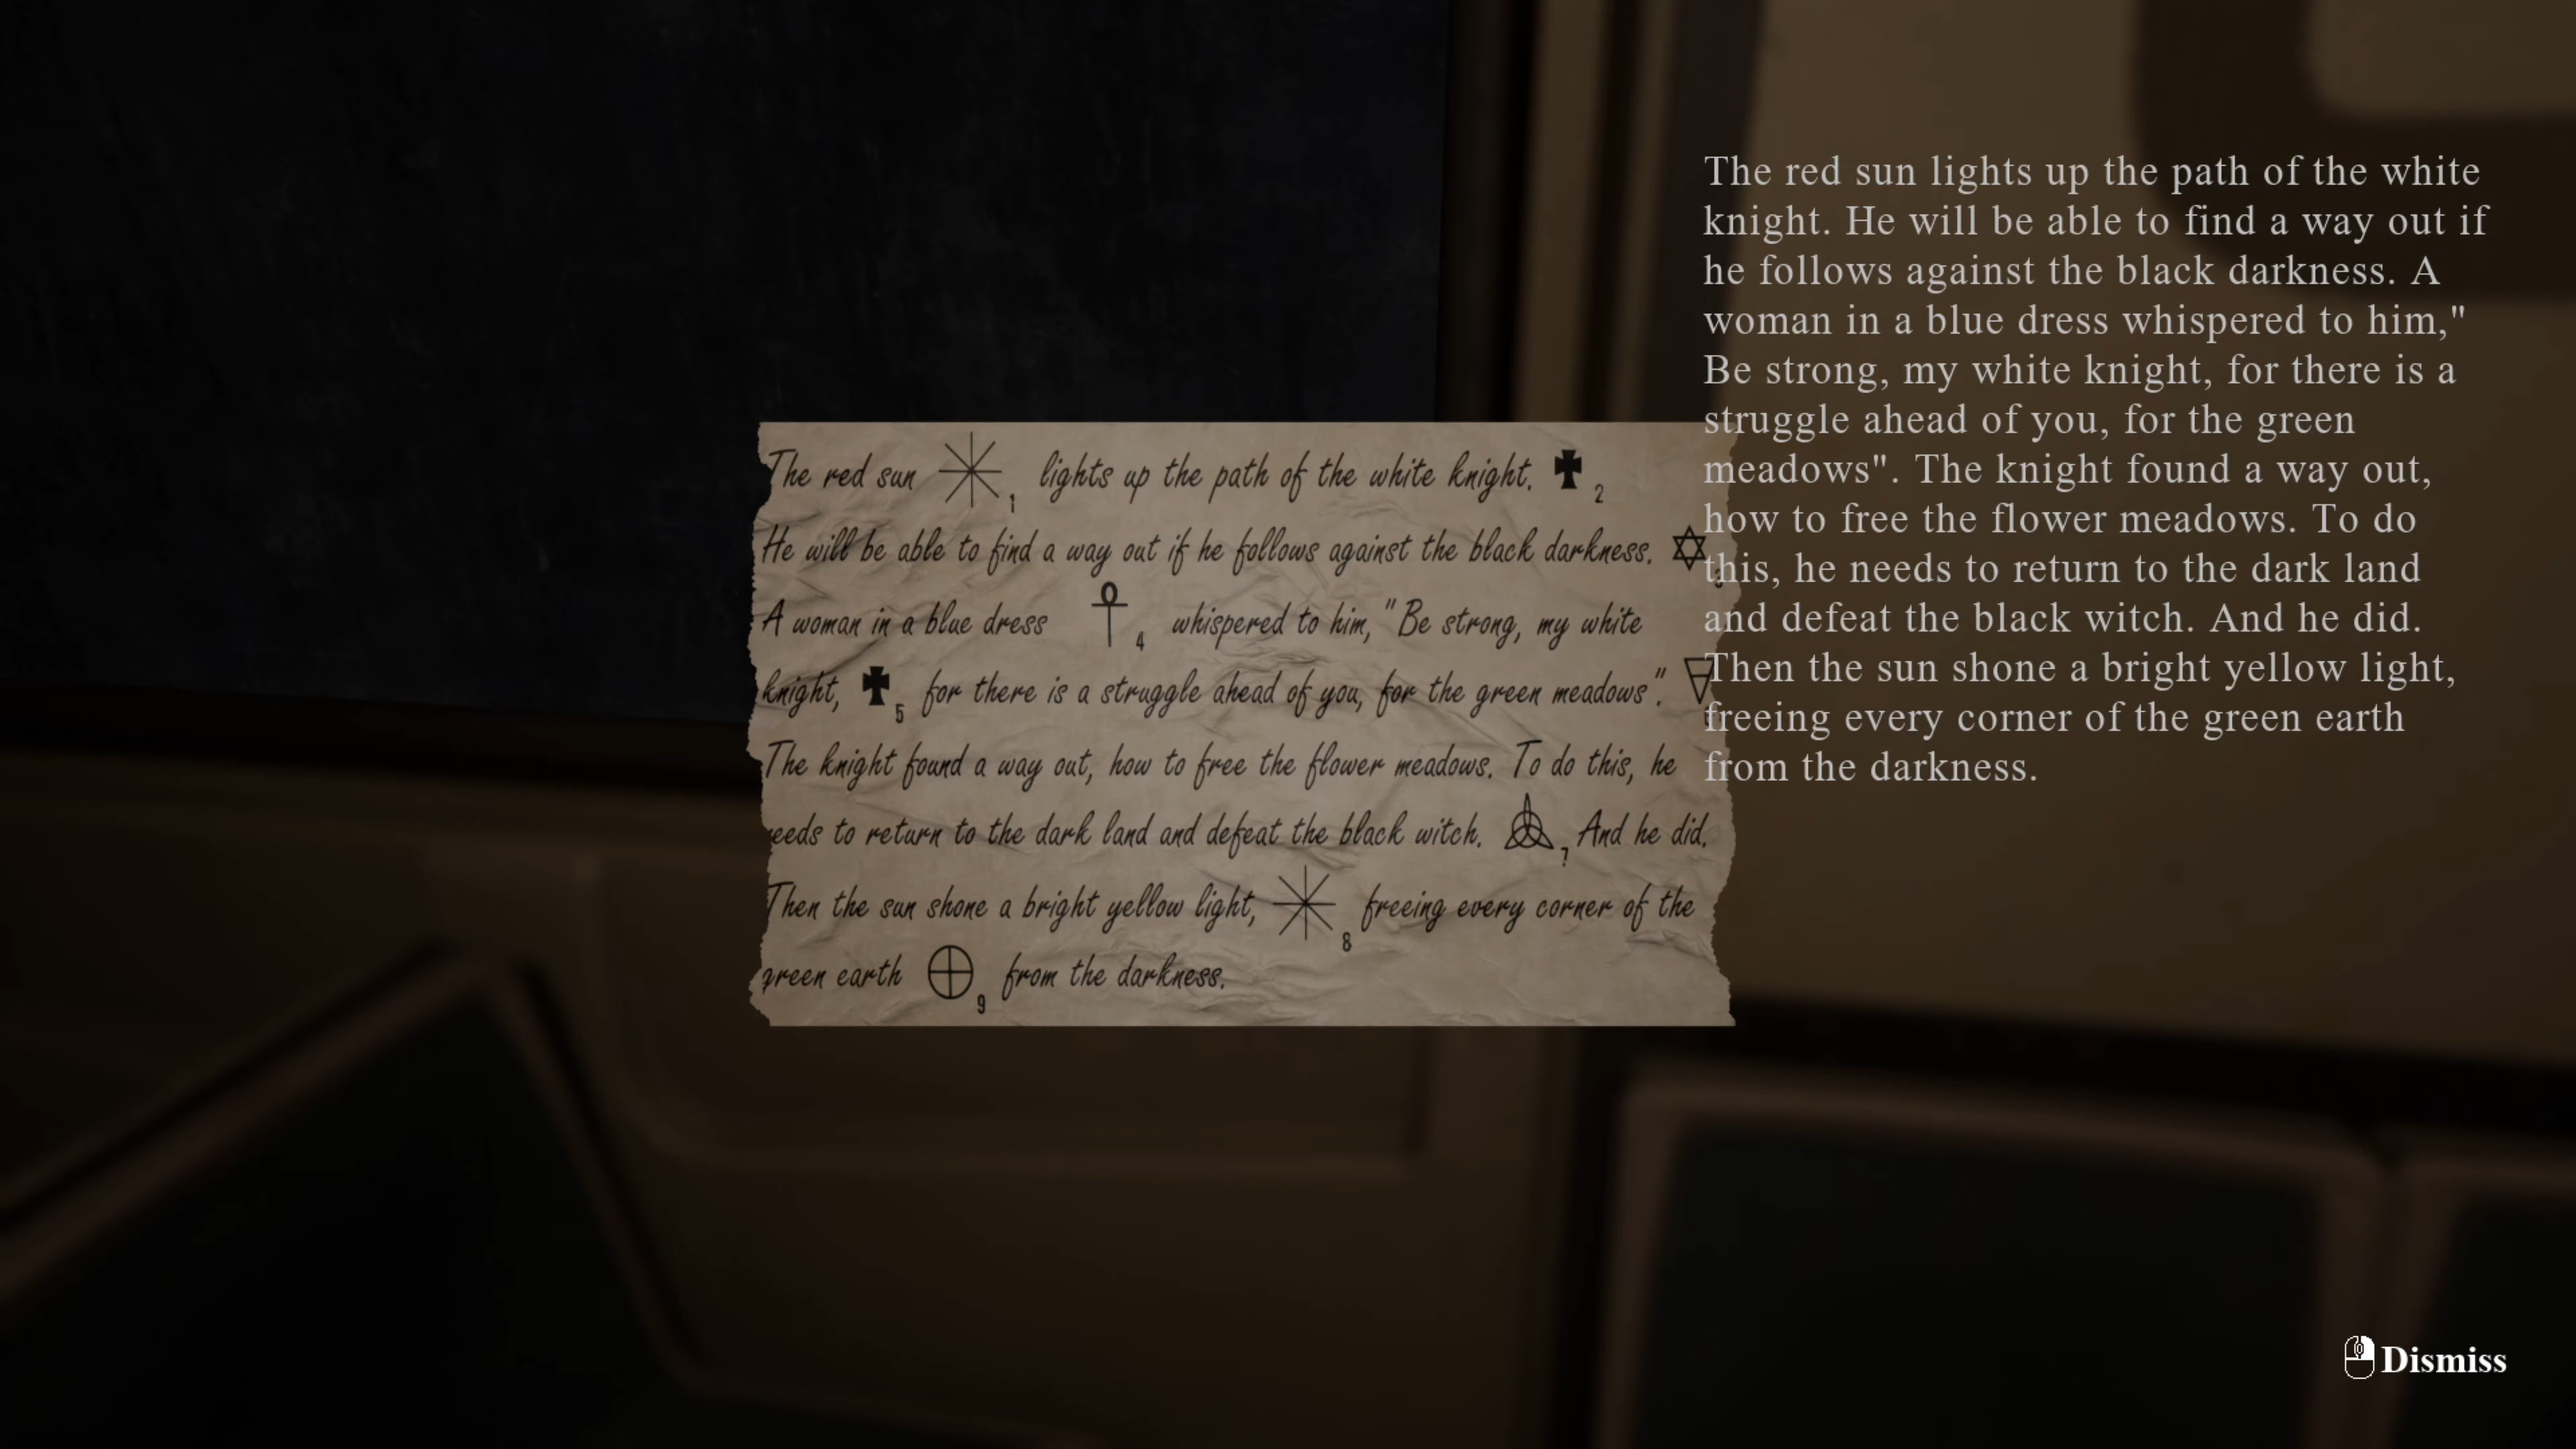 The red sun 1 lights up the path of the white knight. 2
He will be able to find a way out if he follows against the black darkness.
A woman in a blue dress 4 whispered to him," Be strong, my white
knight, 5 for there is a struggle ahead of you, for the green meadows".
The knight found a way out, how to free the flower meadows. To do this, he
needs to return to the dark land and defeat the black witch. 7 And he did.
Then the sun shone a bright yellow light, 8 freeing every corner of the
green earth 9 from the darkness.
The red sun lights up the path of the white
knight. He will be able to find a way out if
he follows against the black darkness. A
woman in a blue dress whispered to him,"
Be strong, my white knight, for there is a
struggle ahead of you, for the green
meadows". The knight found a way out,
how to free the flower meadows. To do
this, he needs to return to the dark land
and defeat the black witch. And he did.
Then the sun shone a bright yellow light,
freeing every corner of the green earth
from the darkness.
Dismiss